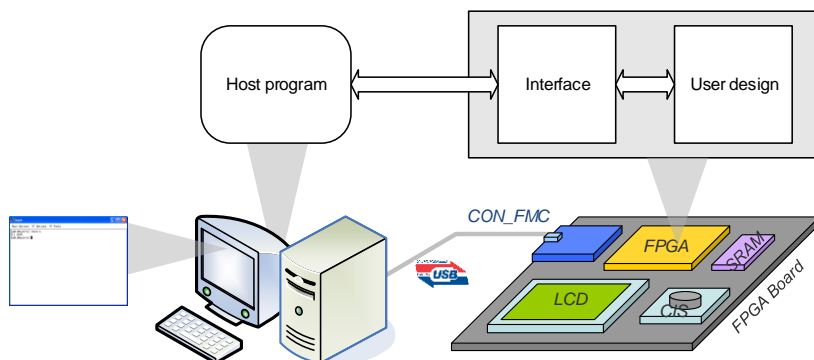 Host program
Interface
User design
CON_FMC
USB
FPGA
SRAM
LCD
CIS
FPGA Board